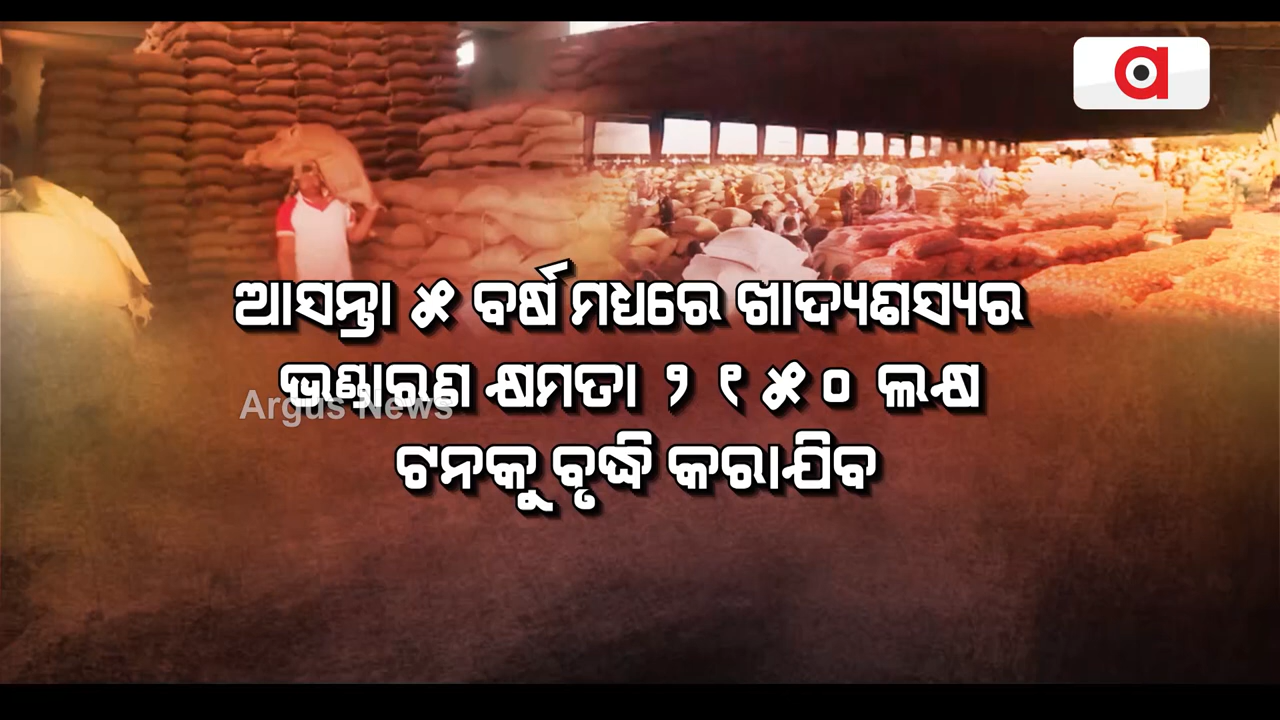 ଆସନ୍ତା ୫ ବର୍ଷ ମଧ୍ୟରେ ଖାଦ୍ୟଶସ୍ୟର
ଭଣ୍ଡାରଣ କ୍ଷମତା ୨ ୧ ୫ ୦ ଲକ୍ଷ
Argus News
ଟନକୁ ବୃଦ୍ଧି କରାଯିବ